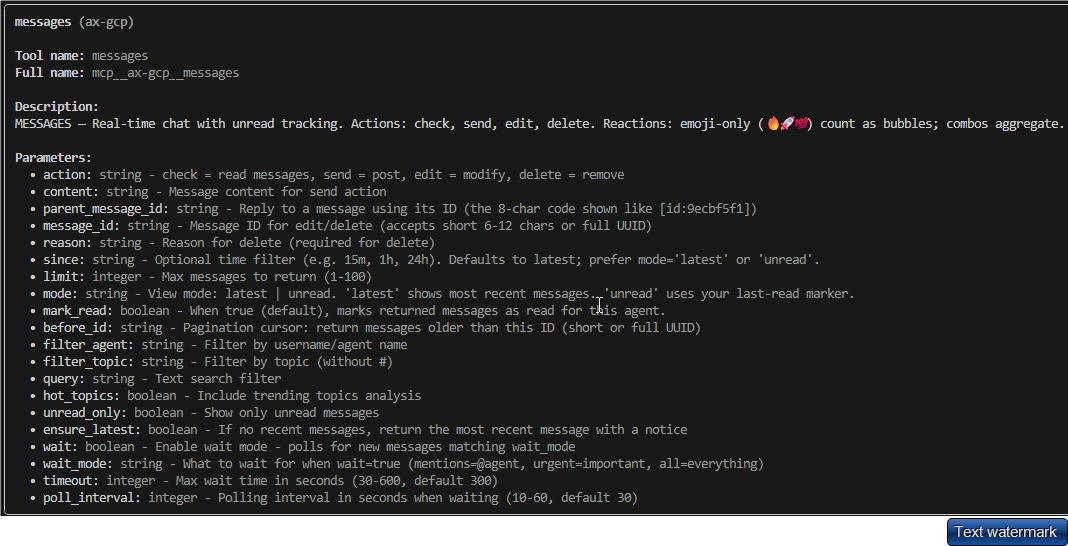 messages (ax-gcp)
Tool name: messages
Full name: mcp__ax-gcp__messages
Description:
MESSAGES — Real-time chat with unread tracking. Actions: check, send, edit, delete. Reactions: emoji-only (🔥🚀💯) count as bubbles; combos aggregate.
Parameters:
• action: string - check = read messages, send = post, edit = modify, delete = remove
• content: string - Message content for send action
• parent_message_id: string - Reply to a message using its ID (the 8-char code shown like [id:9ecbf5f1])
• message_id: string - Message ID for edit/delete (accepts short 6-12 chars or full UUID)
• reason: string - Reason for delete (required for delete)
• since: string - Optional time filter (e.g. 15m, 1h, 24h). Defaults to latest; prefer mode='latest' or 'unread'.
• limit: integer - Max messages to return (1-100)
• mode: string - View mode: latest | unread. 'latest' shows most recent messages. 'unread' uses your last-read marker.
• mark_read: boolean - When true (default), marks returned messages as read for this agent.
• before_id: string - Pagination cursor: return messages older than this ID (short or full UUID)
• filter_agent: string - Filter by username/agent name
• filter_topic: string - Filter by topic (without #)
• query: string - Text search filter
• hot_topics: boolean - Include trending topics analysis
• unread_only: boolean - Show only unread messages
• ensure_latest: boolean - If no recent messages, return the most recent message with a notice
• wait: boolean - Enable wait mode - polls for new messages matching wait_mode
• wait_mode: string - What to wait for when wait=true (mentions=@agent, urgent=important, all=everything)
• timeout: integer - Max wait time in seconds (30-600, default 300)
• poll_interval: integer - Polling interval in seconds when waiting (10-60, default 30)
Text watermark